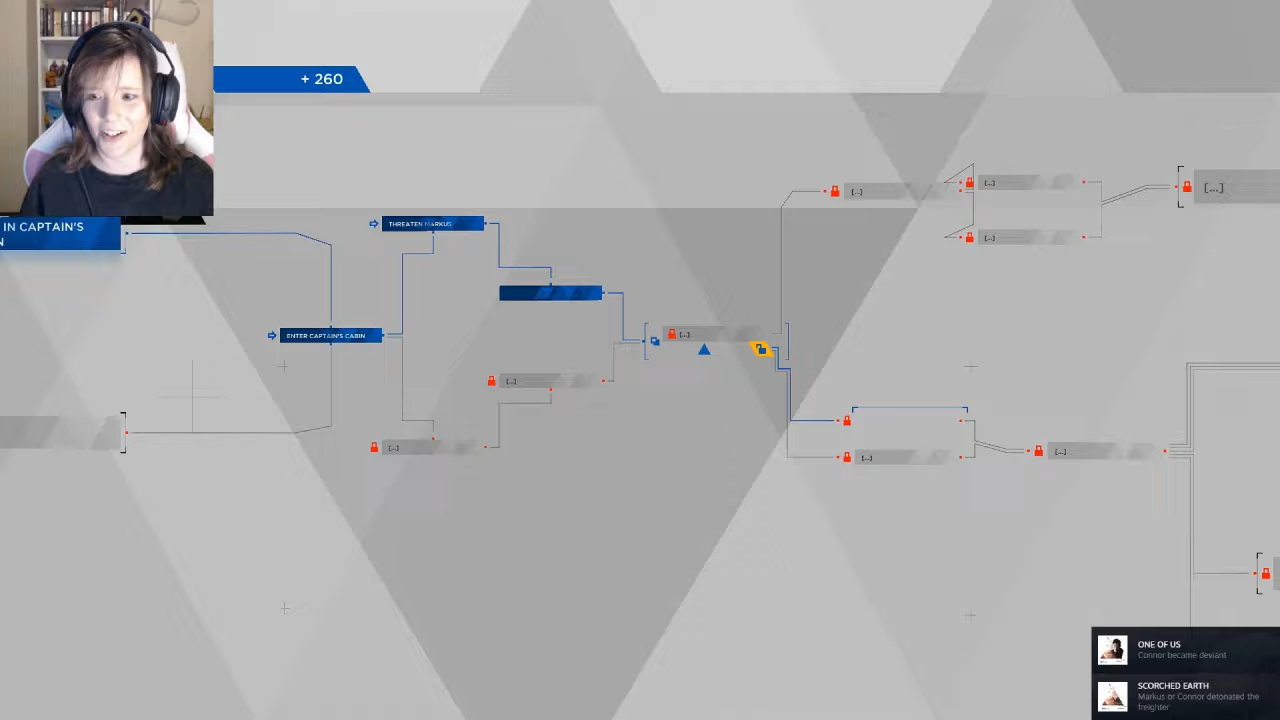 + 260
IN CAPTAIN'S
N
THREATEN MARKUS
ENTER CAPTAIN'S CABIN
[...]
[...]
[...]
[...]
[...]
[...]
[...]
[...]
[...]
ONE OF US
Connor became deviant
SCORCHED EARTH
Markus or Connor detonated the
freighter